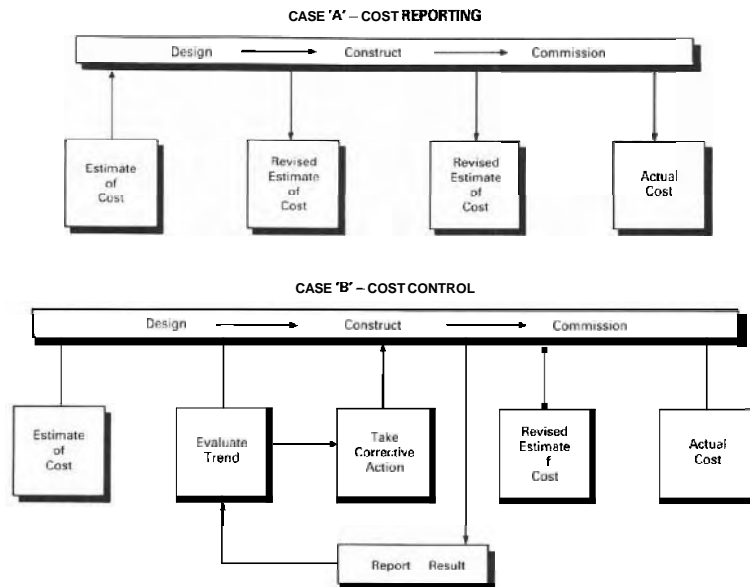 CASE 'A' – COST REPORTING
Design Construct Commission
Estimate
of
Cost
Revised
Estimate
of
Cost
Revised
Estimate
of
Cost
Actual
Cost
CASE 'B' – COST CONTROL
Design Construct Commission
Estimate
of
Cost
Evaluate
Trend
Take
Corrective
Action
Revised
Estimate
f
Cost
Actual
Cost
Report Result